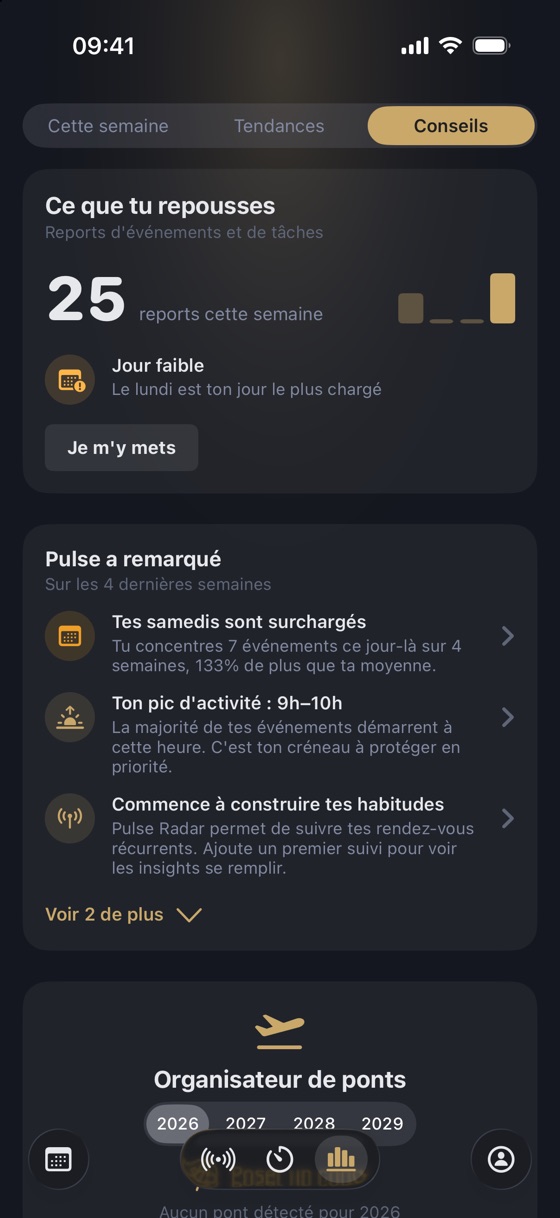 09:41
Cette semaine
Tendances
Conseils
Ce que tu repousses
Reports d'événements et de tâches
25 reports cette semaine
Jour faible
Le lundi est ton jour le plus chargé
Je m'y mets
Pulse a remarqué
Sur les 4 dernières semaines
Tes samedis sont surchargés
Tu concentres 7 événements ce jour-là sur 4
semaines, 133% de plus que ta moyenne.
Ton pic d'activité : 9h–10h
La majorité de tes événements démarrent à
cette heure. C'est ton créneau à protéger en
priorité.
Commence à construire tes habitudes
Pulse Radar permet de suivre tes rendez-vous
récurrents. Ajoute un premier suivi pour voir
les insights se remplir.
Voir 2 de plus
Organisateur de ponts
2026
2027
2028
2029
Aucun pont détecté pour 2026